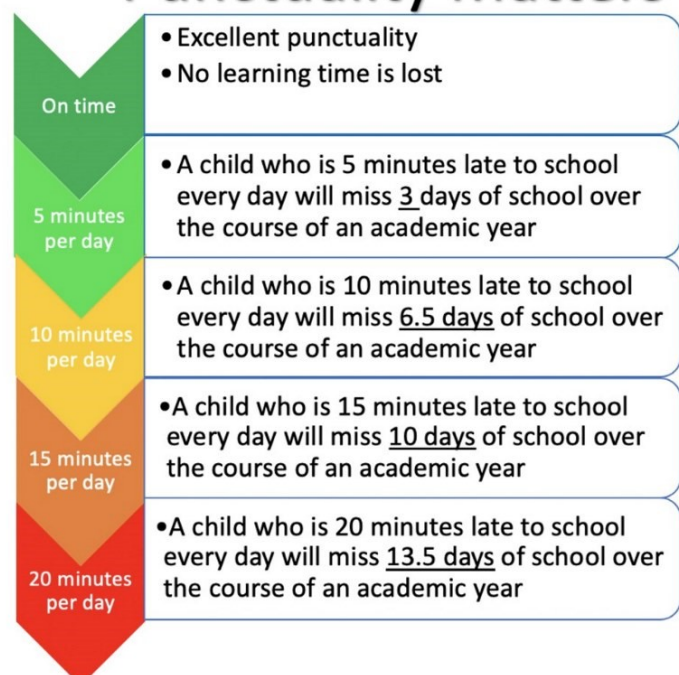 Punctuality Matters
On time
• Excellent punctuality
• No learning time is lost
5 minutes
per day
• A child who is 5 minutes late to school
every day will miss 3 days of school over
the course of an academic year
10 minutes
per day
• A child who is 10 minutes late to school
every day will miss 6.5 days of school over
the course of an academic year
15 minutes
per day
•A child who is 15 minutes late to school
every day will miss 10 days of school over
the course of an academic year
20 minutes
per day
•A child who is 20 minutes late to school
every day will miss 13.5 days of school over
the course of an academic year